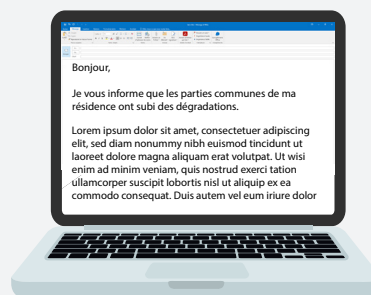 Bonjour,
Je vous informe que les parties communes de ma
résidence ont subi des dégradations.
Lorem ipsum dolor sit amet, consectetuer adipiscing
elit, sed diam nonummy nibh euismod tincidunt ut
laoreet dolore magna aliquam erat volutpat. Ut wisi
enim ad minim veniam, quis nostrud exerci tation
ullamcorper suscipit lobortis nisl ut aliquip ex ea
commodo consequat. Duis autem vel eum iriure dolor